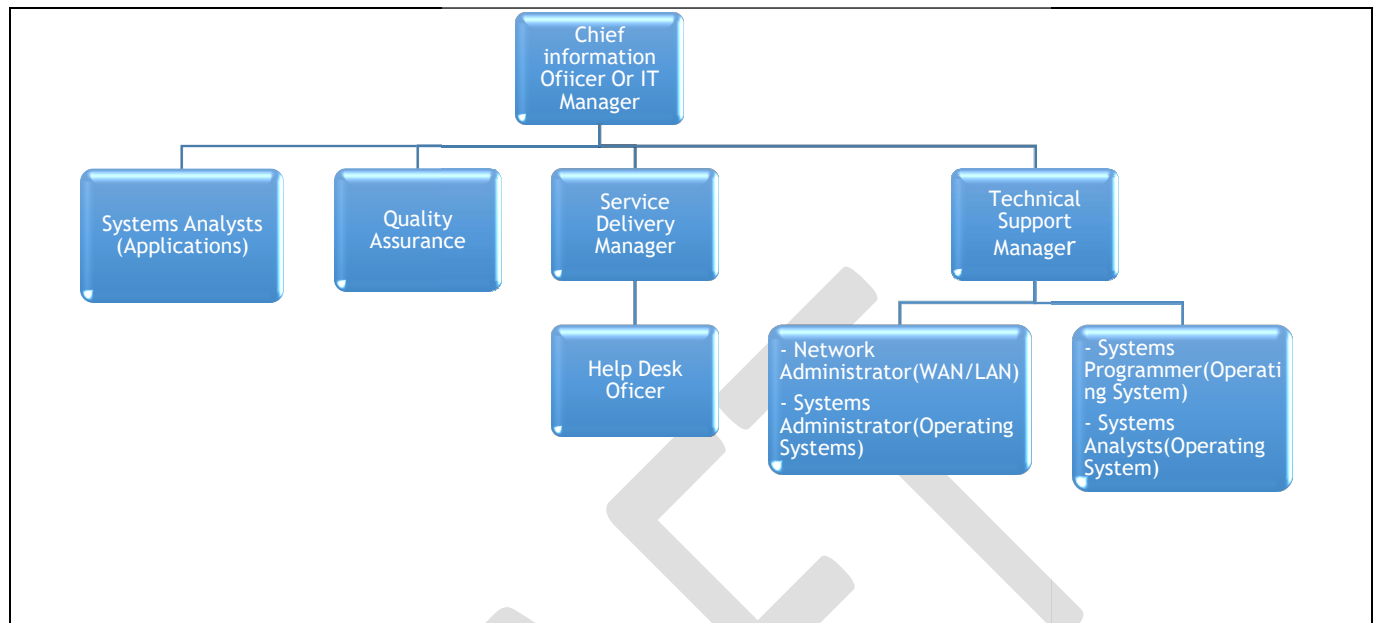 Chief
information
Ofiicer Or IT
Manager
Systems Analysts
(Applications)
Quality
Assurance
Service
Delivery
Manager
Technical
Support
Manager
Help Desk
Oficer
- Network
Administrator(WAN/LAN)
- Systems
Administrator(Operating
Systems)
- Systems
Programmer(Operati
ng System)
- Systems
Analysts(Operating
System)